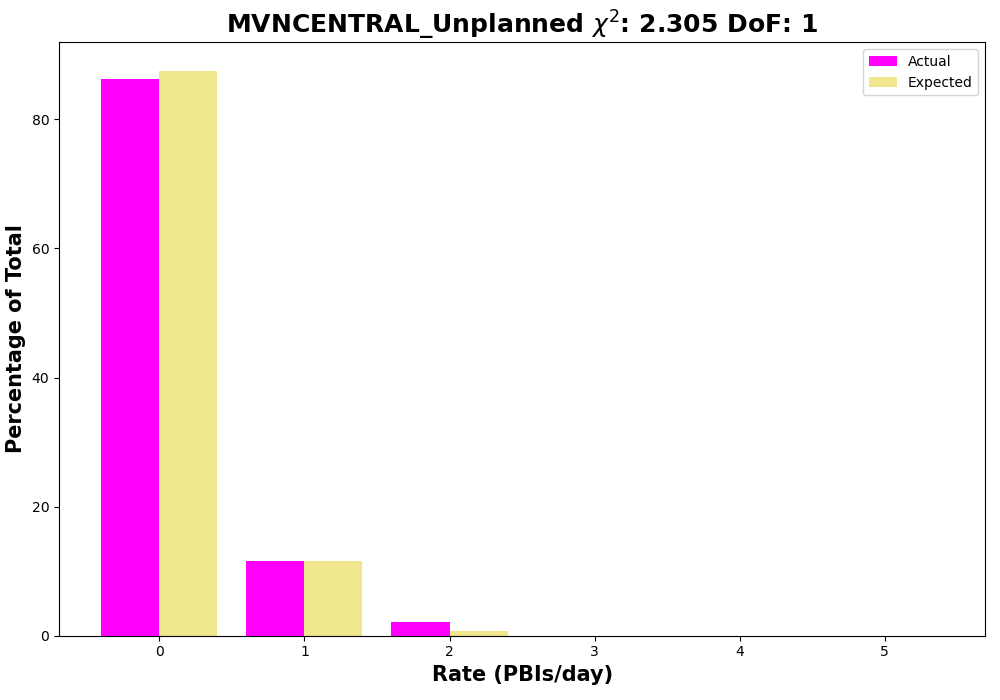 MVNCENTRAL_Unplanned χ²: 2.305 DoF: 1
Actual
Expected
Percentage of Total
80
60
40
20
0
0 1 2 3 4 5
Rate (PBIs/day)